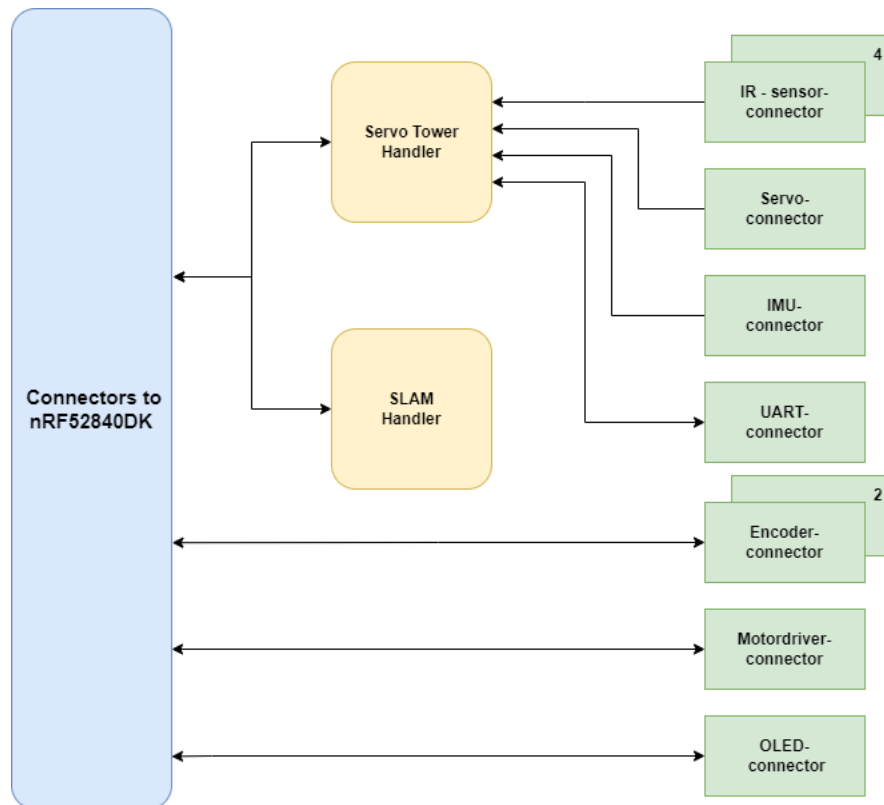 4
IR - sensor-
connector
Servo Tower
Handler
Servo-
connector
IMU-
connector
Connectors to
nRF52840DK
SLAM
Handler
UART-
connector
2
Encoder-
connector
Motordriver-
connector
OLED-
connector